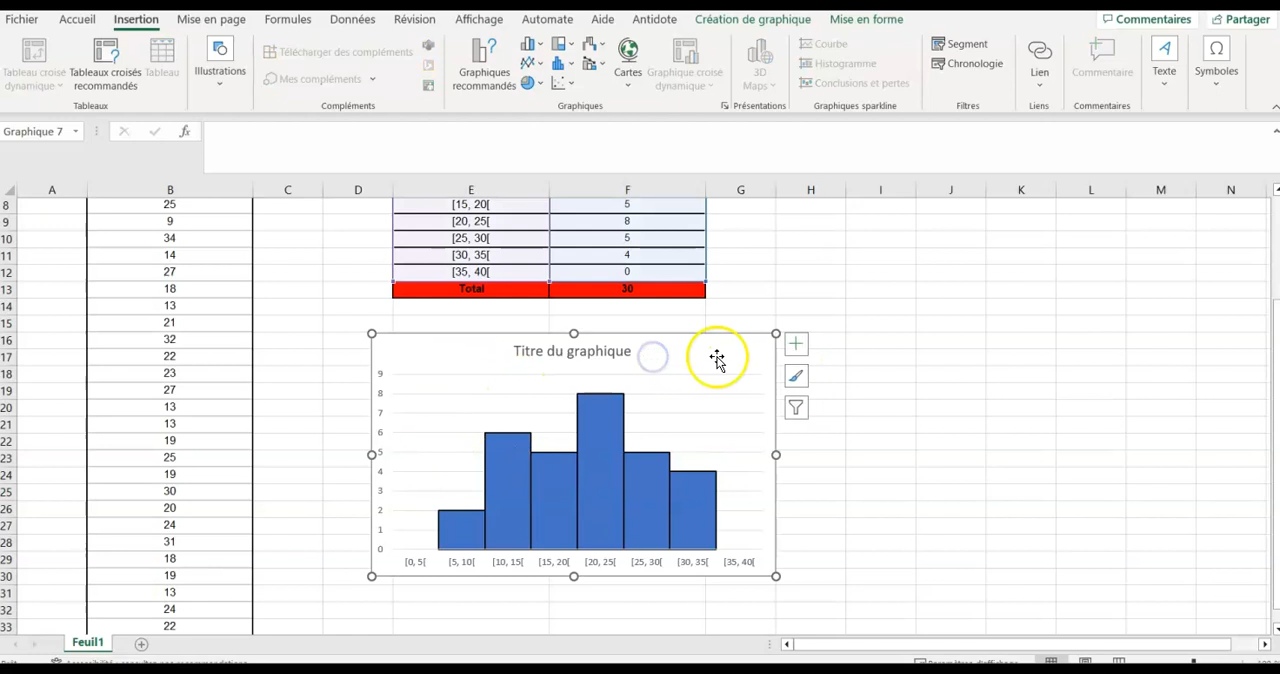 Fichier Accueil Insertion Mise en page Formules Données Révision Affichage Automate Aide Antidote Création de graphique Mise en forme Commentaires Partager
Tableau croisé dynamique
Tableaux croisés recommandés
Tableau
Illustrations
Télécharger des compléments
Mes compléments
Graphiques recommandés
Cartes
Graphique croisé dynamique
3D Maps
Courbe
Histogramme
Conclusions et pertes
Segment
Chronologie
Lien
Commentaire
Texte
Symboles
Tableaux Compléments Graphiques Présentations Graphiques sparkline Filtres Liens Commentaires
Graphique 7 fx
A B C D E F G H I J K L M N
8 25 [15, 20[ 5
9 9 [20, 25[ 8
10 34 [25, 30[ 5
11 14 [30, 35[ 4
12 27 [35, 40[ 0
13 18 Total 30
14 13
15 21
16 32
17 22
18 23
19 27
20 13
21 13
22 19
23 25
24 19
25 30
26 20
27 24
28 31
29 18
30 19
31 13
32 24
33 22
Titre du graphique
9
8
7
6
5
4
3
2
1
0
[0, 5[ [5, 10[ [10, 15[ [15, 20[ [20, 25[ [25, 30[ [30, 35[ [35, 40[
Feuil1